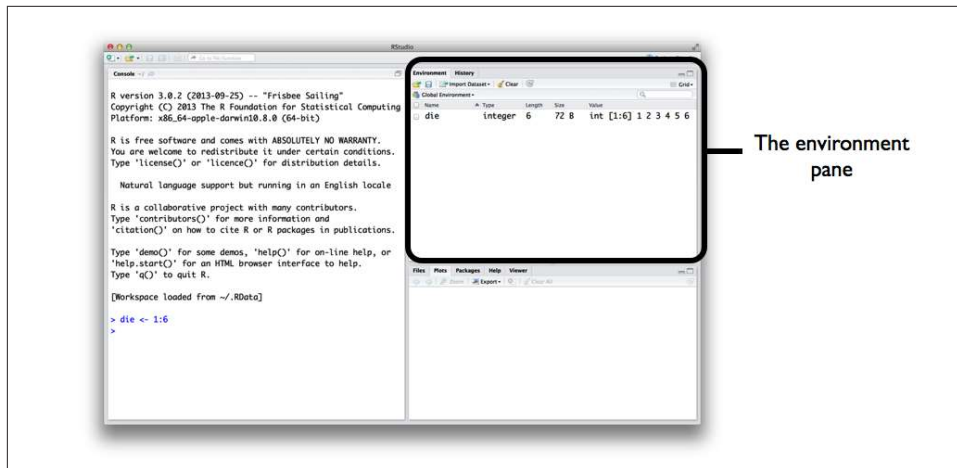 RStudio
Go to file/function
Console ~/
R version 3.0.2 (2013-09-25) -- "Frisbee Sailing"
Copyright (C) 2013 The R Foundation for Statistical Computing
Platform: x86_64-apple-darwin10.8.0 (64-bit)
R is free software and comes with ABSOLUTELY NO WARRANTY.
You are welcome to redistribute it under certain conditions.
Type 'license()' or 'licence()' for distribution details.
Natural language support but running in an English locale
R is a collaborative project with many contributors.
Type 'contributors()' for more information and
'citation()' on how to cite R or R packages in publications.
Type 'demo()' for some demos, 'help()' for on-line help, or
'help.start()' for an HTML browser interface to help.
Type 'q()' to quit R.
[Workspace loaded from ~/.RData]
> die <- 1:6
>
Environment History
Import Dataset Clear Grid
Global Environment
Name Type Length Size Value
die integer 6 72 B int [1:6] 1 2 3 4 5 6
Files Plots Packages Help Viewer
Zoom Export Clear All
The environment
pane